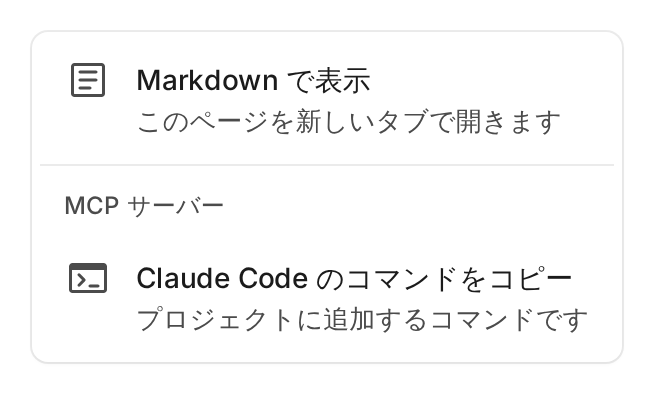 Markdown で表示
このページを新しいタブで開きます
MCP サーバー
Claude Code のコマンドをコピー
プロジェクトに追加するコマンドです